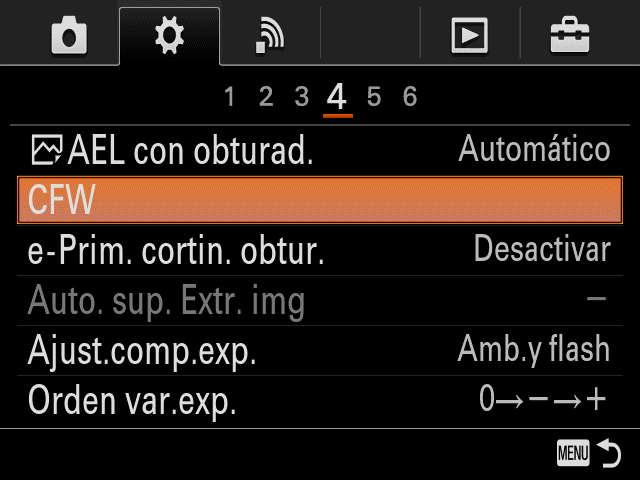 1 2 3 4 5 6
AEL con obturad. Automático
CFW
e-Prim. cortin. obtur. Desactivar
Auto. sup. Extr. img –
Ajust.comp.exp. Amb.y flash
Orden var.exp. 0→−→+
MENU